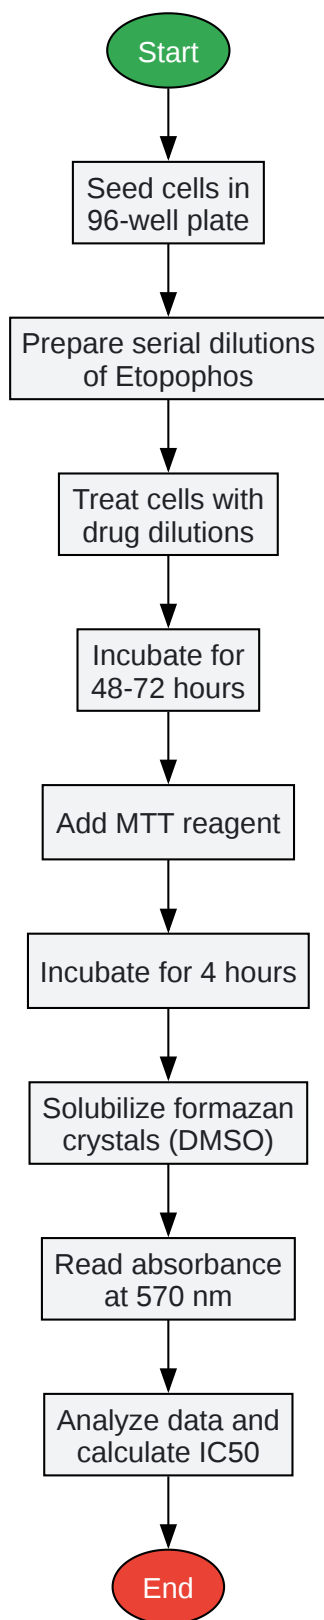 Start
Seed cells in
96-well plate
Prepare serial dilutions
of Etopophos
Treat cells with
drug dilutions
Incubate for
48-72 hours
Add MTT reagent
Incubate for 4 hours
Solubilize formazan
crystals (DMSO)
Read absorbance
at 570 nm
Analyze data and
calculate IC50
End